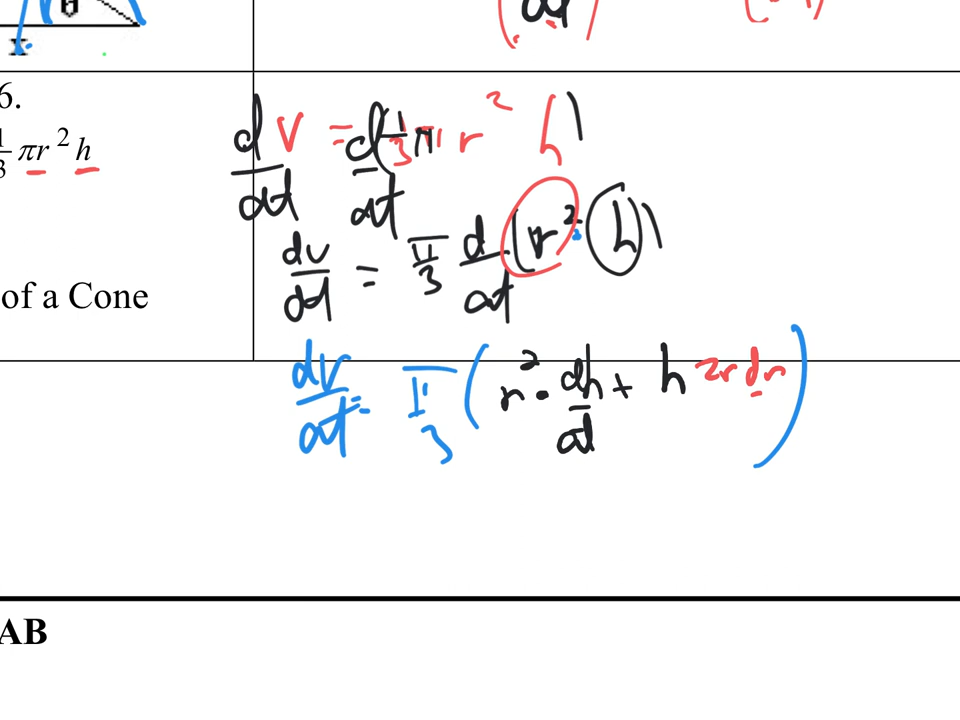 θ
x
6.
d/dt V = d/dt (1/3 π r² h)
1/3 πr² h
dv/dt = π/3 d/dt (r² (h))
of a Cone
dV/dt = π/3 (r² · dh/dt + h 2r dr)
AB